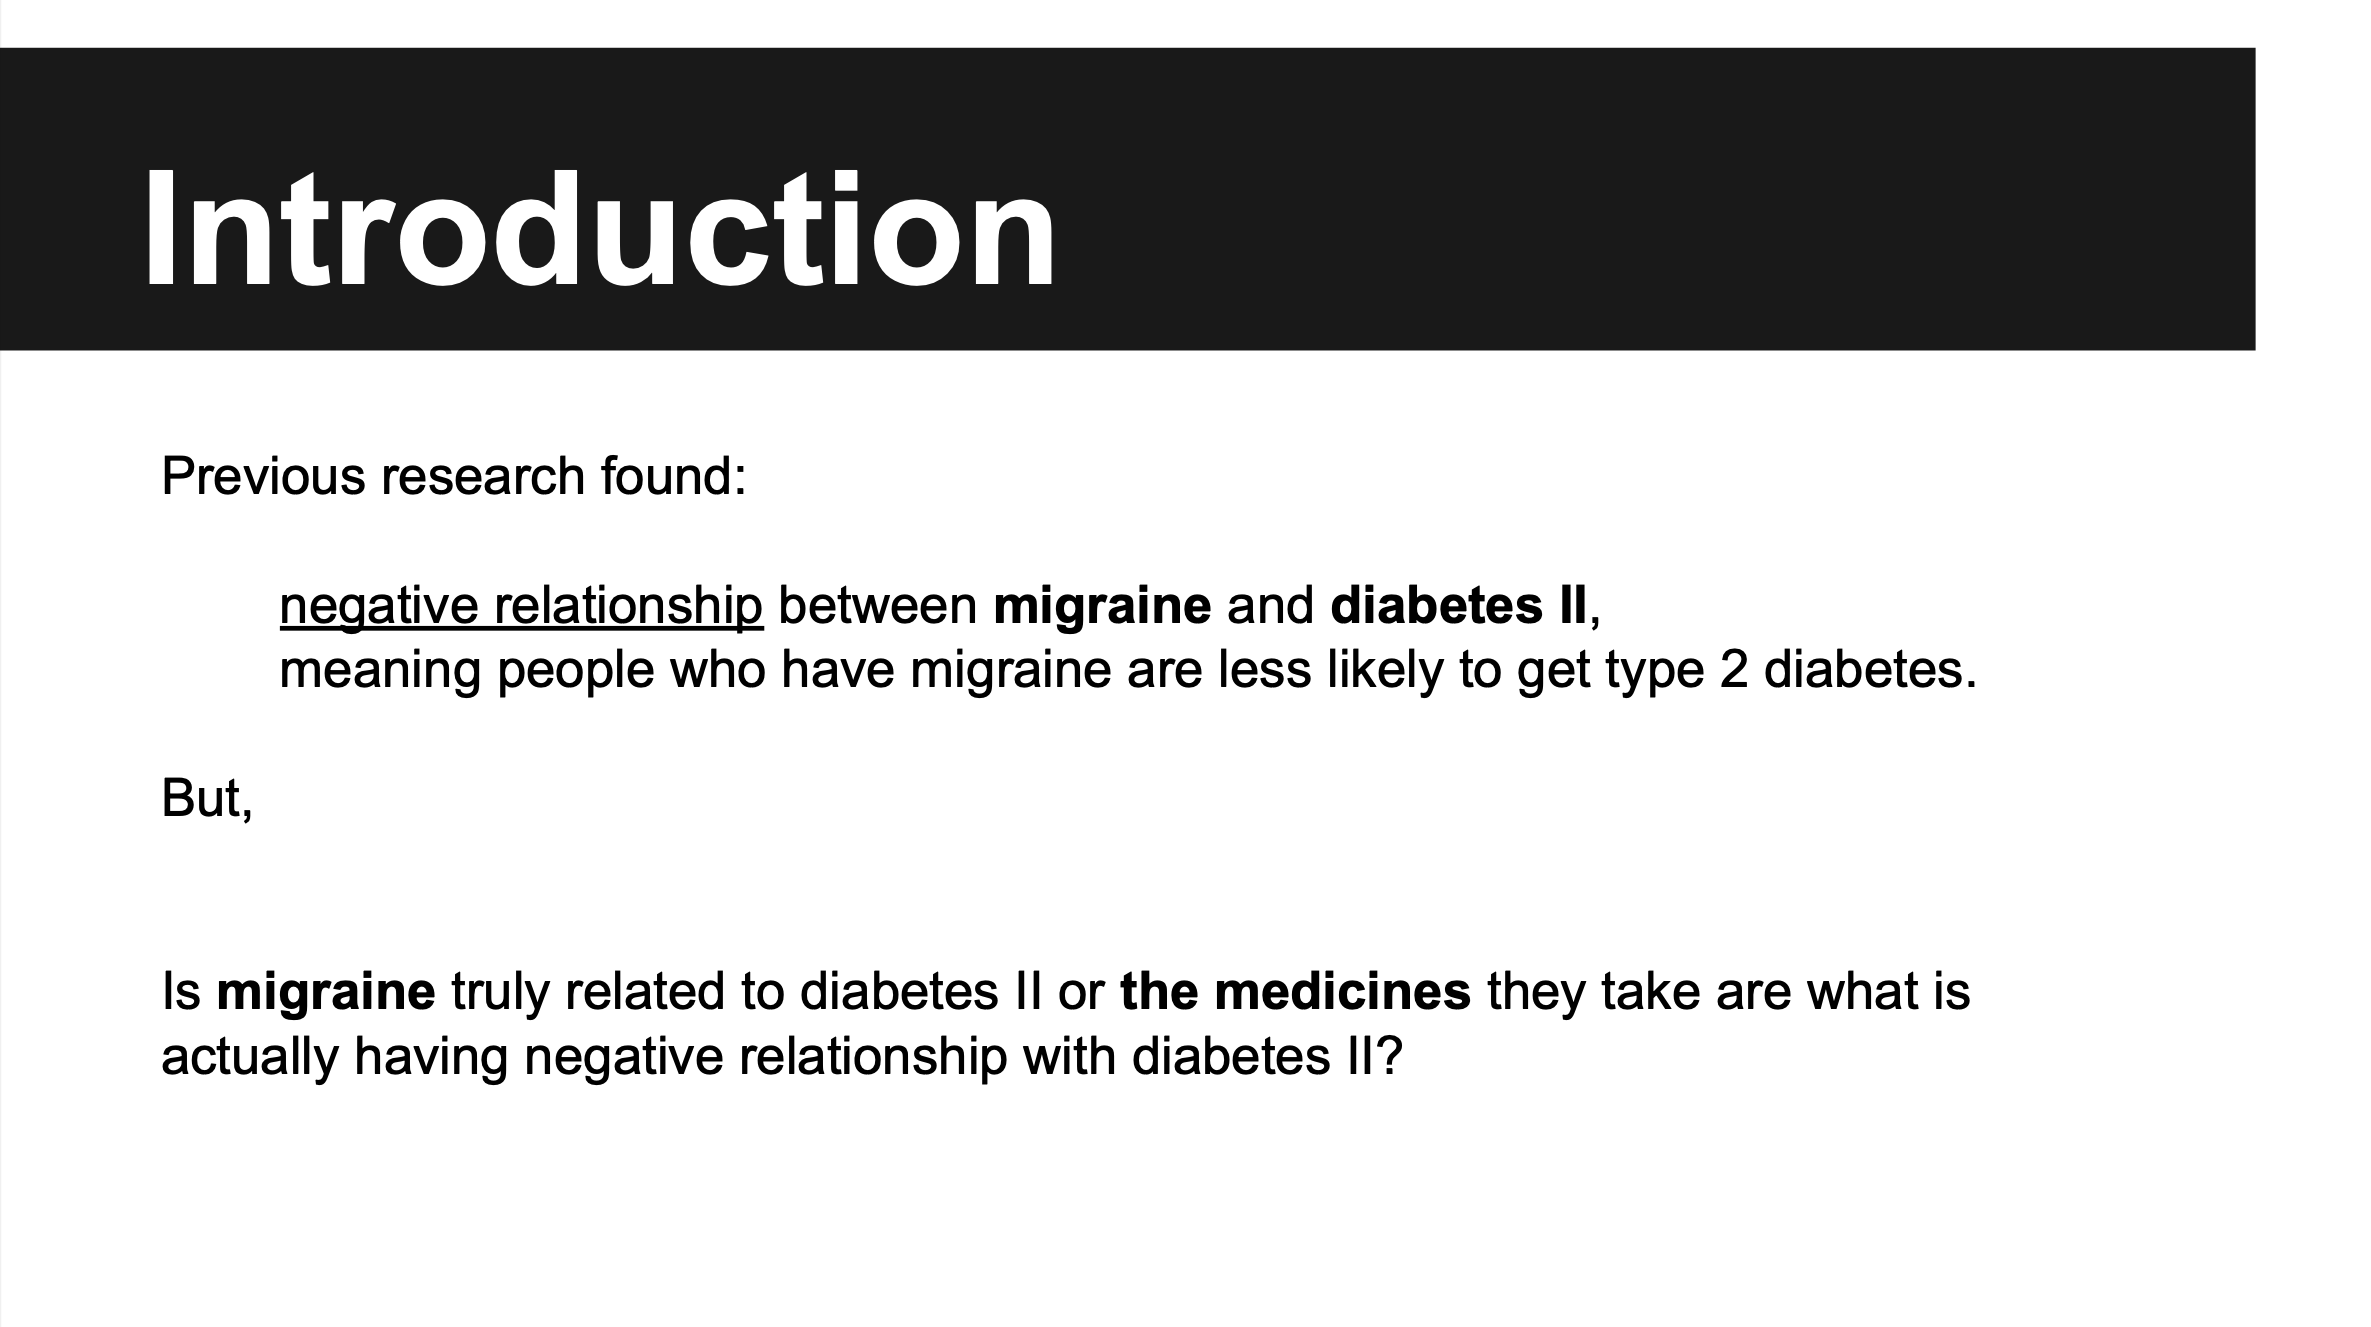 Introduction
Previous research found:
negative relationship between migraine and diabetes II,
meaning people who have migraine are less likely to get type 2 diabetes.
But,
Is migraine truly related to diabetes II or the medicines they take are what is
actually having negative relationship with diabetes II?